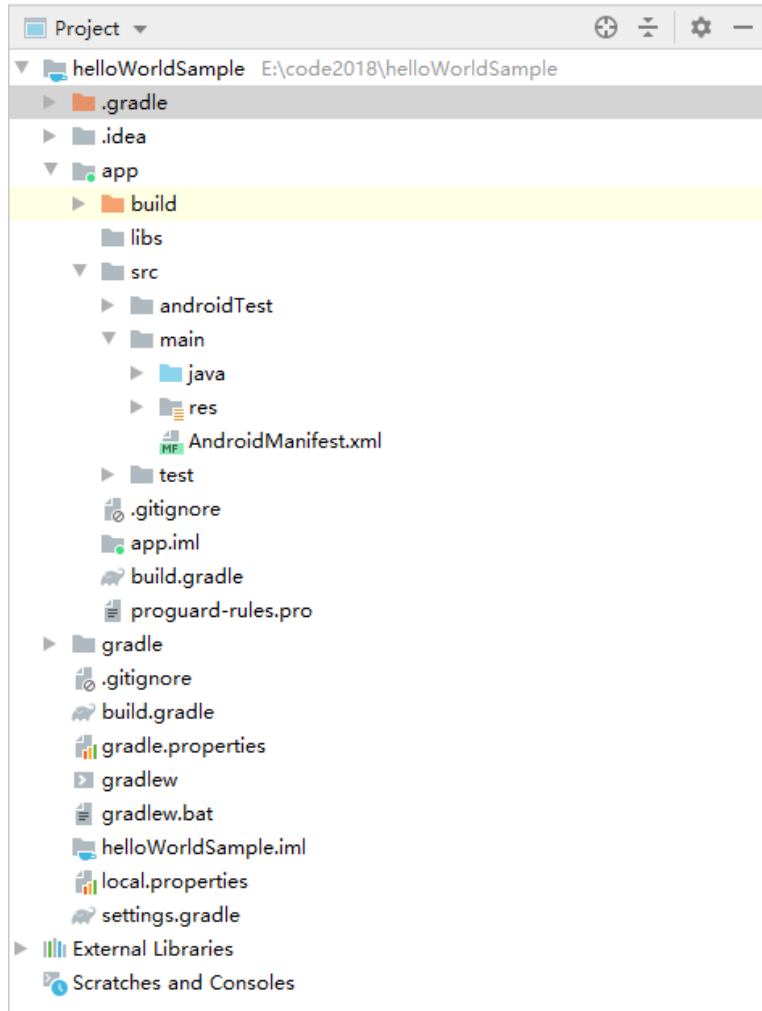 Project
helloWorldSample E:\code2018\helloWorldSample
.gradle
.idea
app
build
libs
src
androidTest
main
java
res
MF AndroidManifest.xml
test
.gitignore
app.iml
build.gradle
proguard-rules.pro
gradle
.gitignore
build.gradle
gradle.properties
gradlew
gradlew.bat
helloWorldSample.iml
local.properties
settings.gradle
External Libraries
Scratches and Consoles